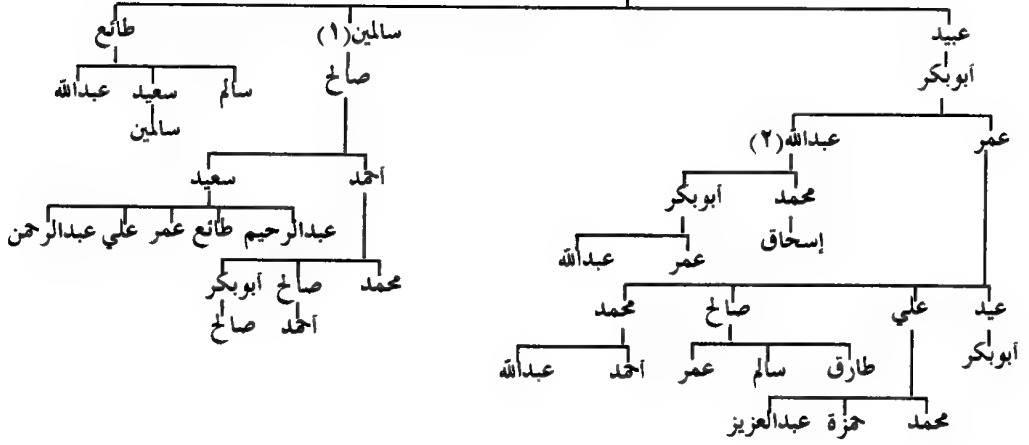 عبيد سالمين (١) طائع
أبوبكر صالح سالم سعيد عبدالله
عمر عبدالله (٢) سالمين
محمد أبوبكر أحمد سعيد
إسحاق عمر عبدالله عبدالرحيم طائع عمر علي عبدالرحمن
محمد صالح أبوبكر
عيد علي صالح محمد أحمد صالح
أبوبكر طارق سالم عمر أحمد عبدالله
محمد حمزة عبدالعزيز